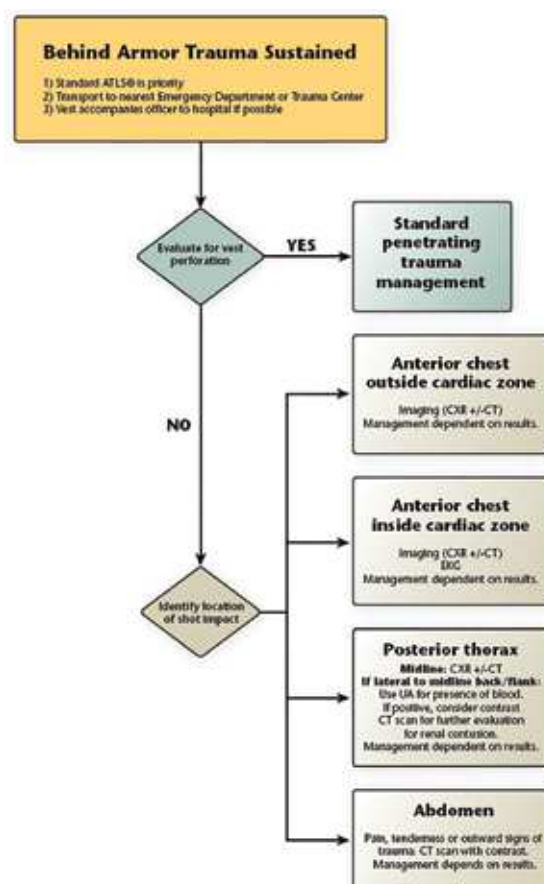 Behind Armor Trauma Sustained
1) Standard ATLS® is priority
2) Transport to nearest Emergency Department or Trauma Center
3) Vest accompanies officer to hospital if possible
Evaluate for vest
perforation
YES
Standard
penetrating
trauma
management
NO
Anterior chest
outside cardiac zone
Imaging (CXR +/-CT)
Management dependent on results.
Anterior chest
inside cardiac zone
Imaging (CXR +/-CT)
EKG
Management dependent on results.
Identify location
of shot impact
Posterior thorax
Midline: CXR +/-CT
If lateral to midline back/flank:
Use UA for presence of blood.
If positive, consider contrast
CT scan for further evaluation
for renal contusion.
Management dependent on results.
Abdomen
Pain, tenderness or outward signs of
trauma: CT scan with contrast.
Management depends on results.